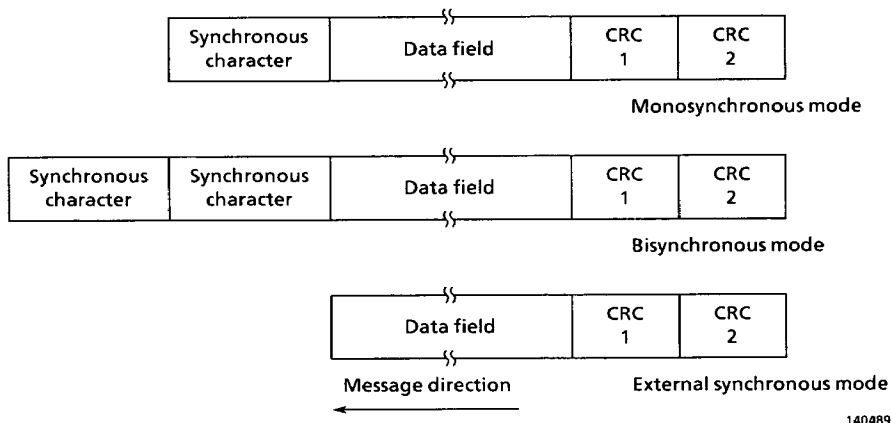 Synchronous
character
Data field
CRC
1
CRC
2
Monosynchronous mode
Synchronous
character
Synchronous
character
Data field
CRC
1
CRC
2
Bisynchronous mode
Data field
CRC
1
CRC
2
Message direction
External synchronous mode
140489